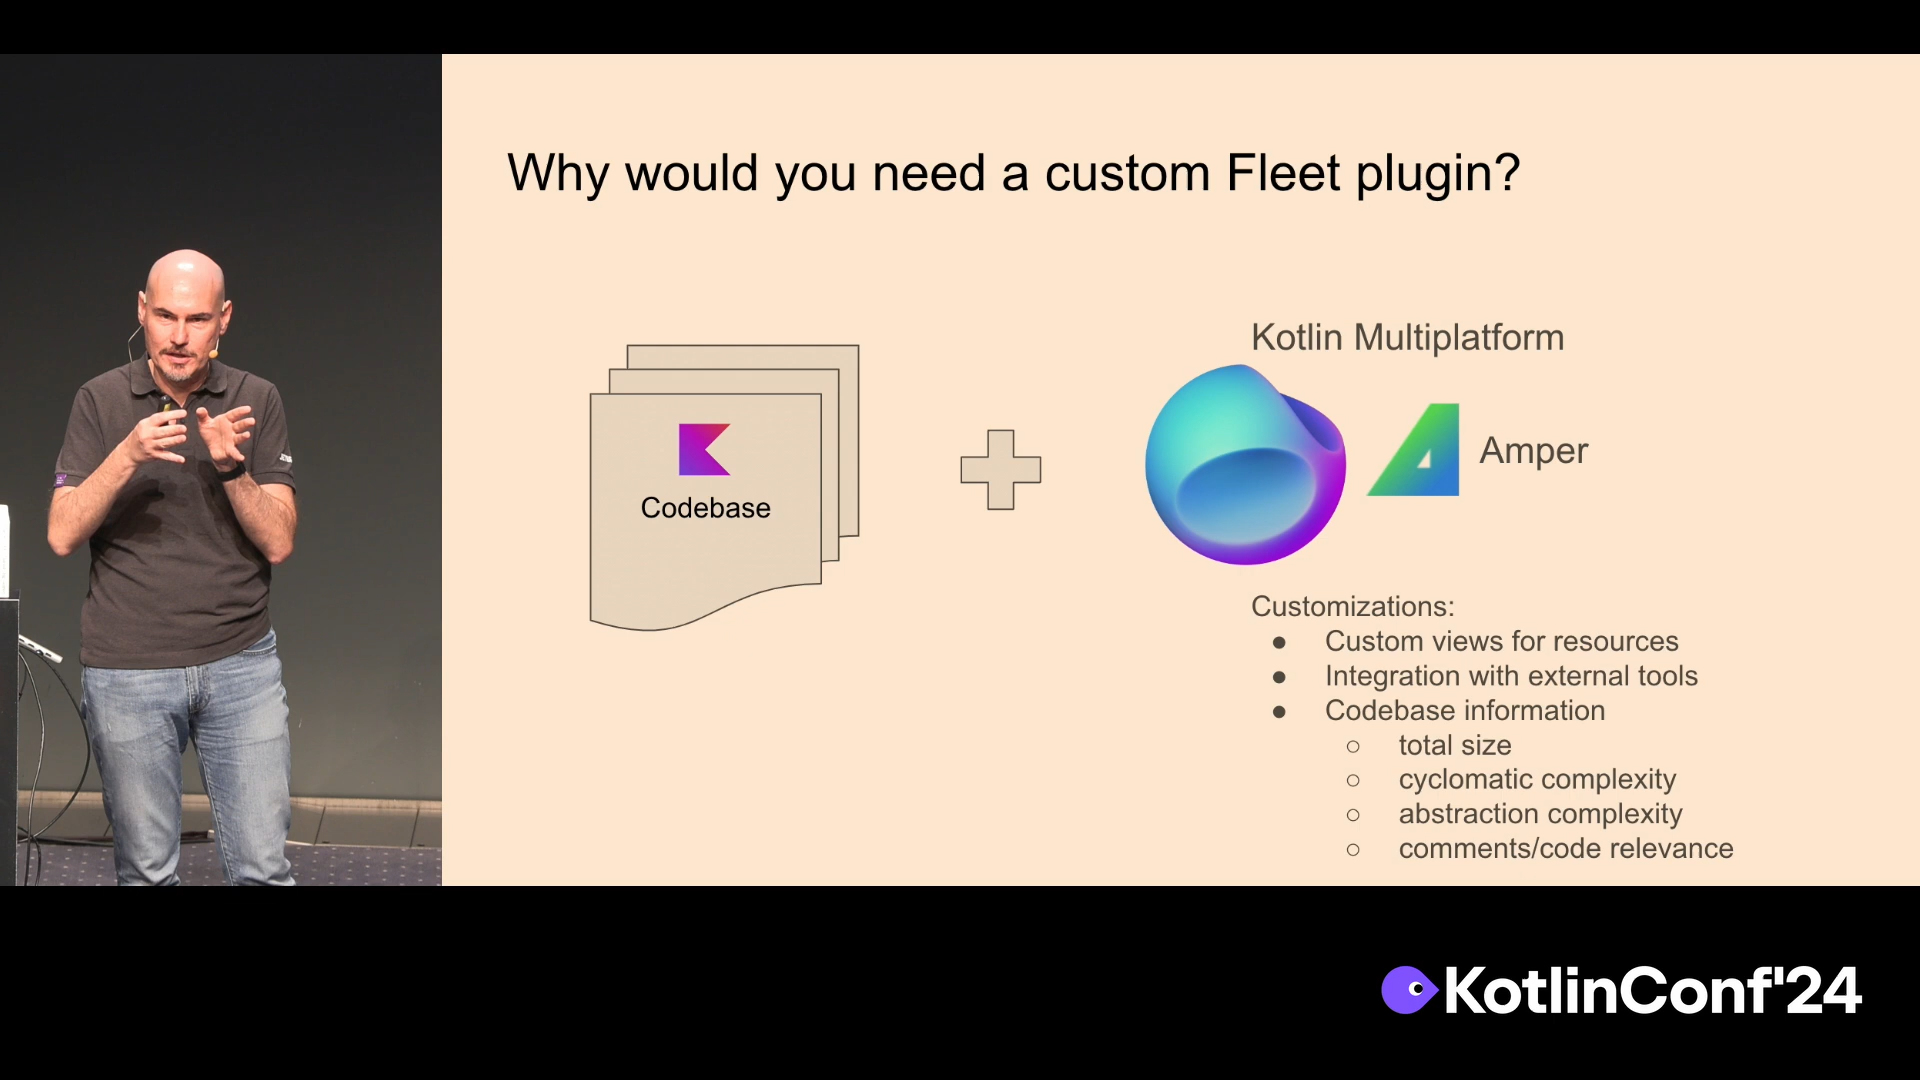 Why would you need a custom Fleet plugin?
Kotlin Multiplatform
Codebase
Amper
Customizations:
● Custom views for resources
● Integration with external tools
● Codebase information
○ total size
○ cyclomatic complexity
○ abstraction complexity
○ comments/code relevance
KotlinConf'24